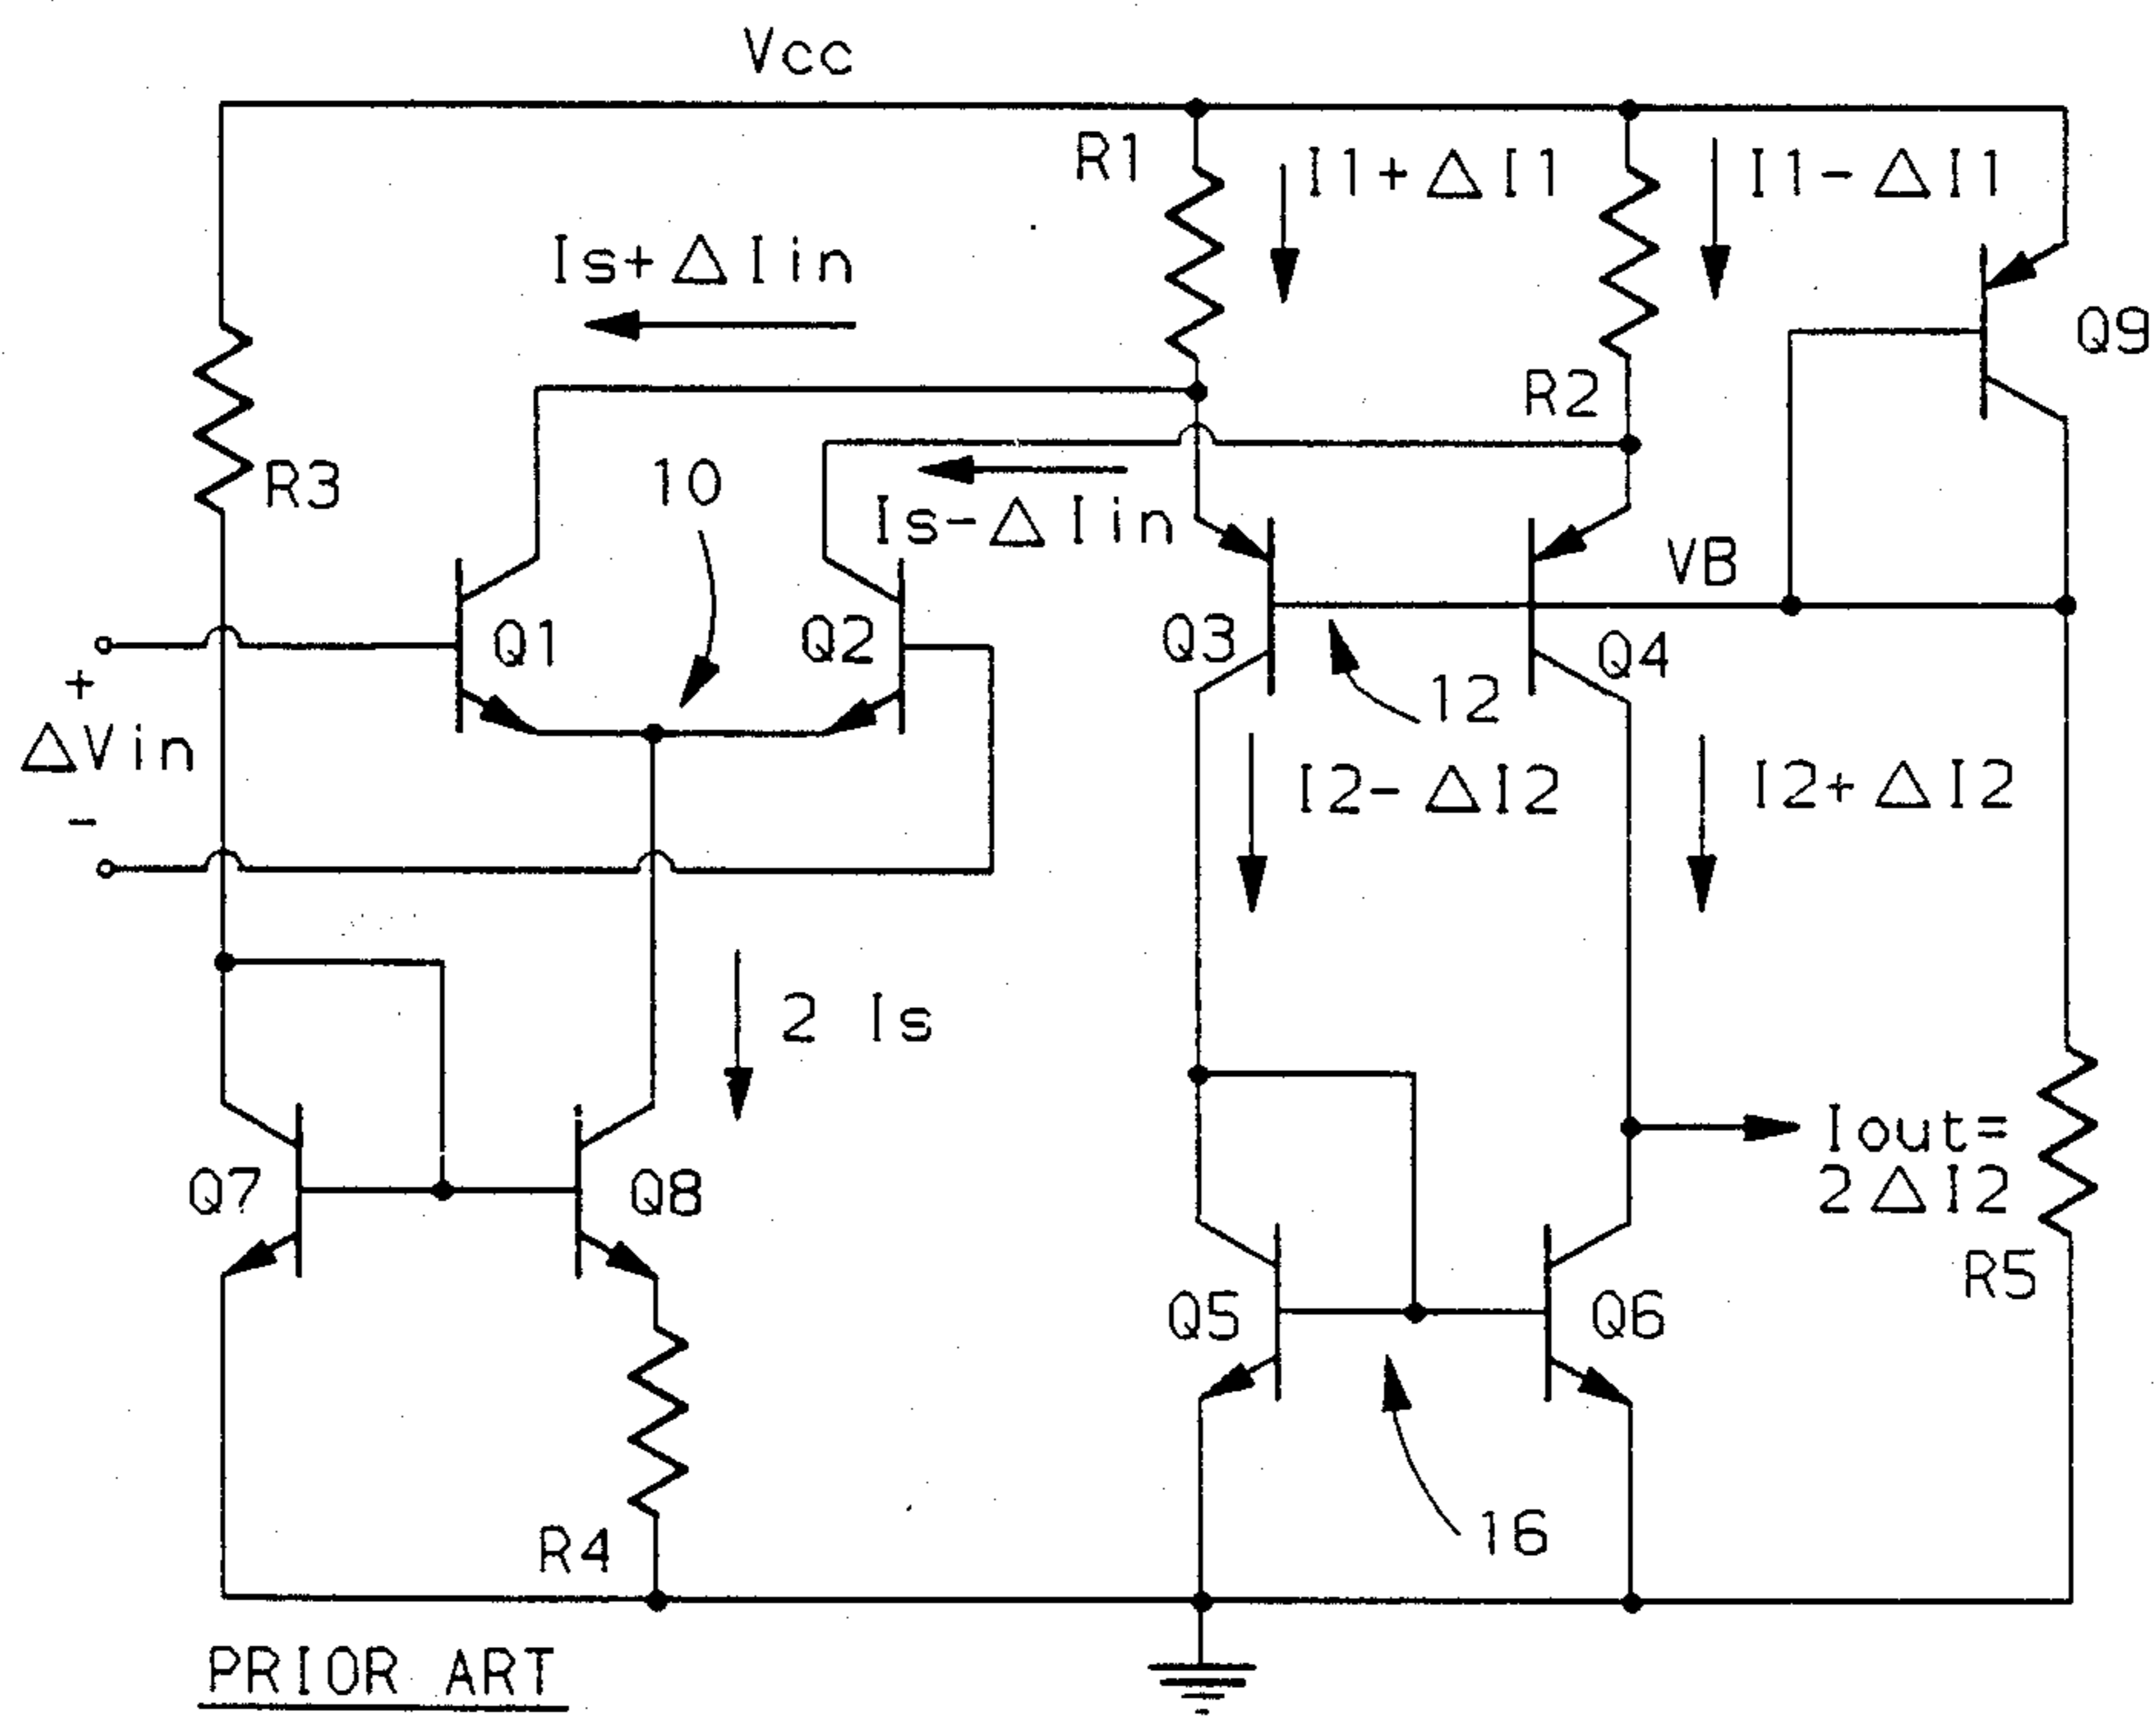 Vcc
R1
I1+ΔI1
I1-ΔI1
Is+ΔIin
Q9
R2
R3
10
Is-ΔIin
VB
Q1
Q2
Q3
Q4
+
ΔVin
-
12
I2-ΔI2
I2+ΔI2
2 Is
Iout=
2ΔI2
Q7
Q8
R5
Q5
Q6
R4
16
PRIOR ART